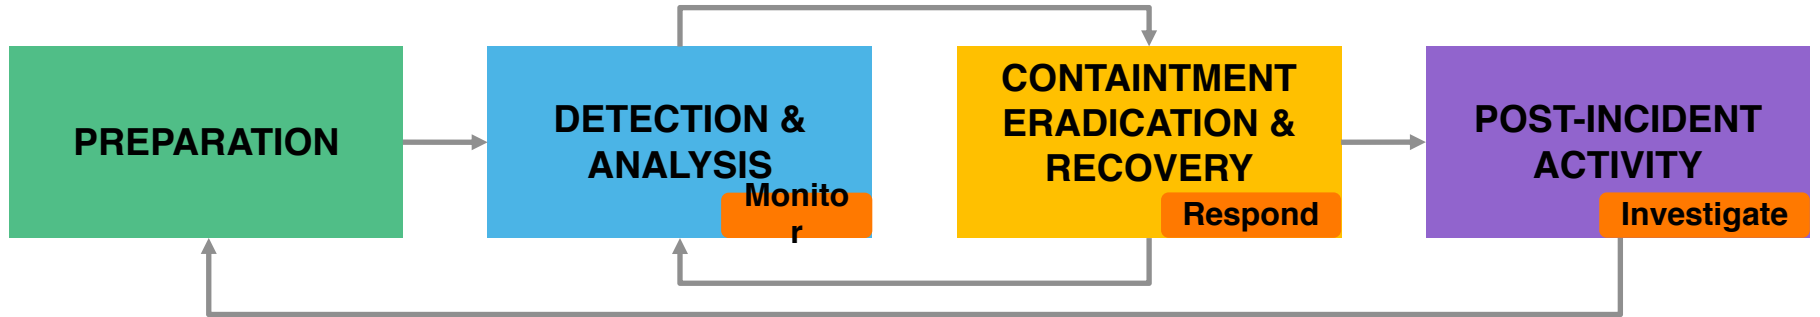 PREPARATION
DETECTION &
ANALYSIS
Monito
r
CONTAINTMENT
ERADICATION &
RECOVERY
Respond
POST-INCIDENT
ACTIVITY
Investigate